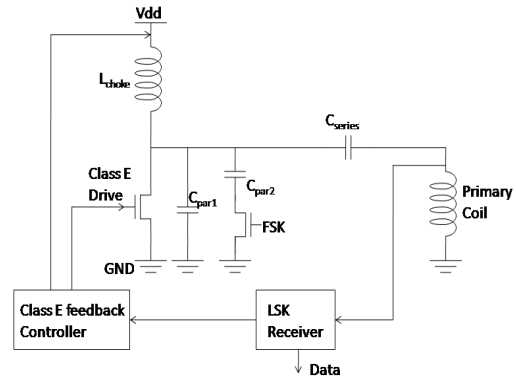 Vdd
Lchoke
Cseries
Class E
Drive
Cpar1
Cpar2
FSK
Primary
Coil
GND
Class E feedback
Controller
LSK
Receiver
Data